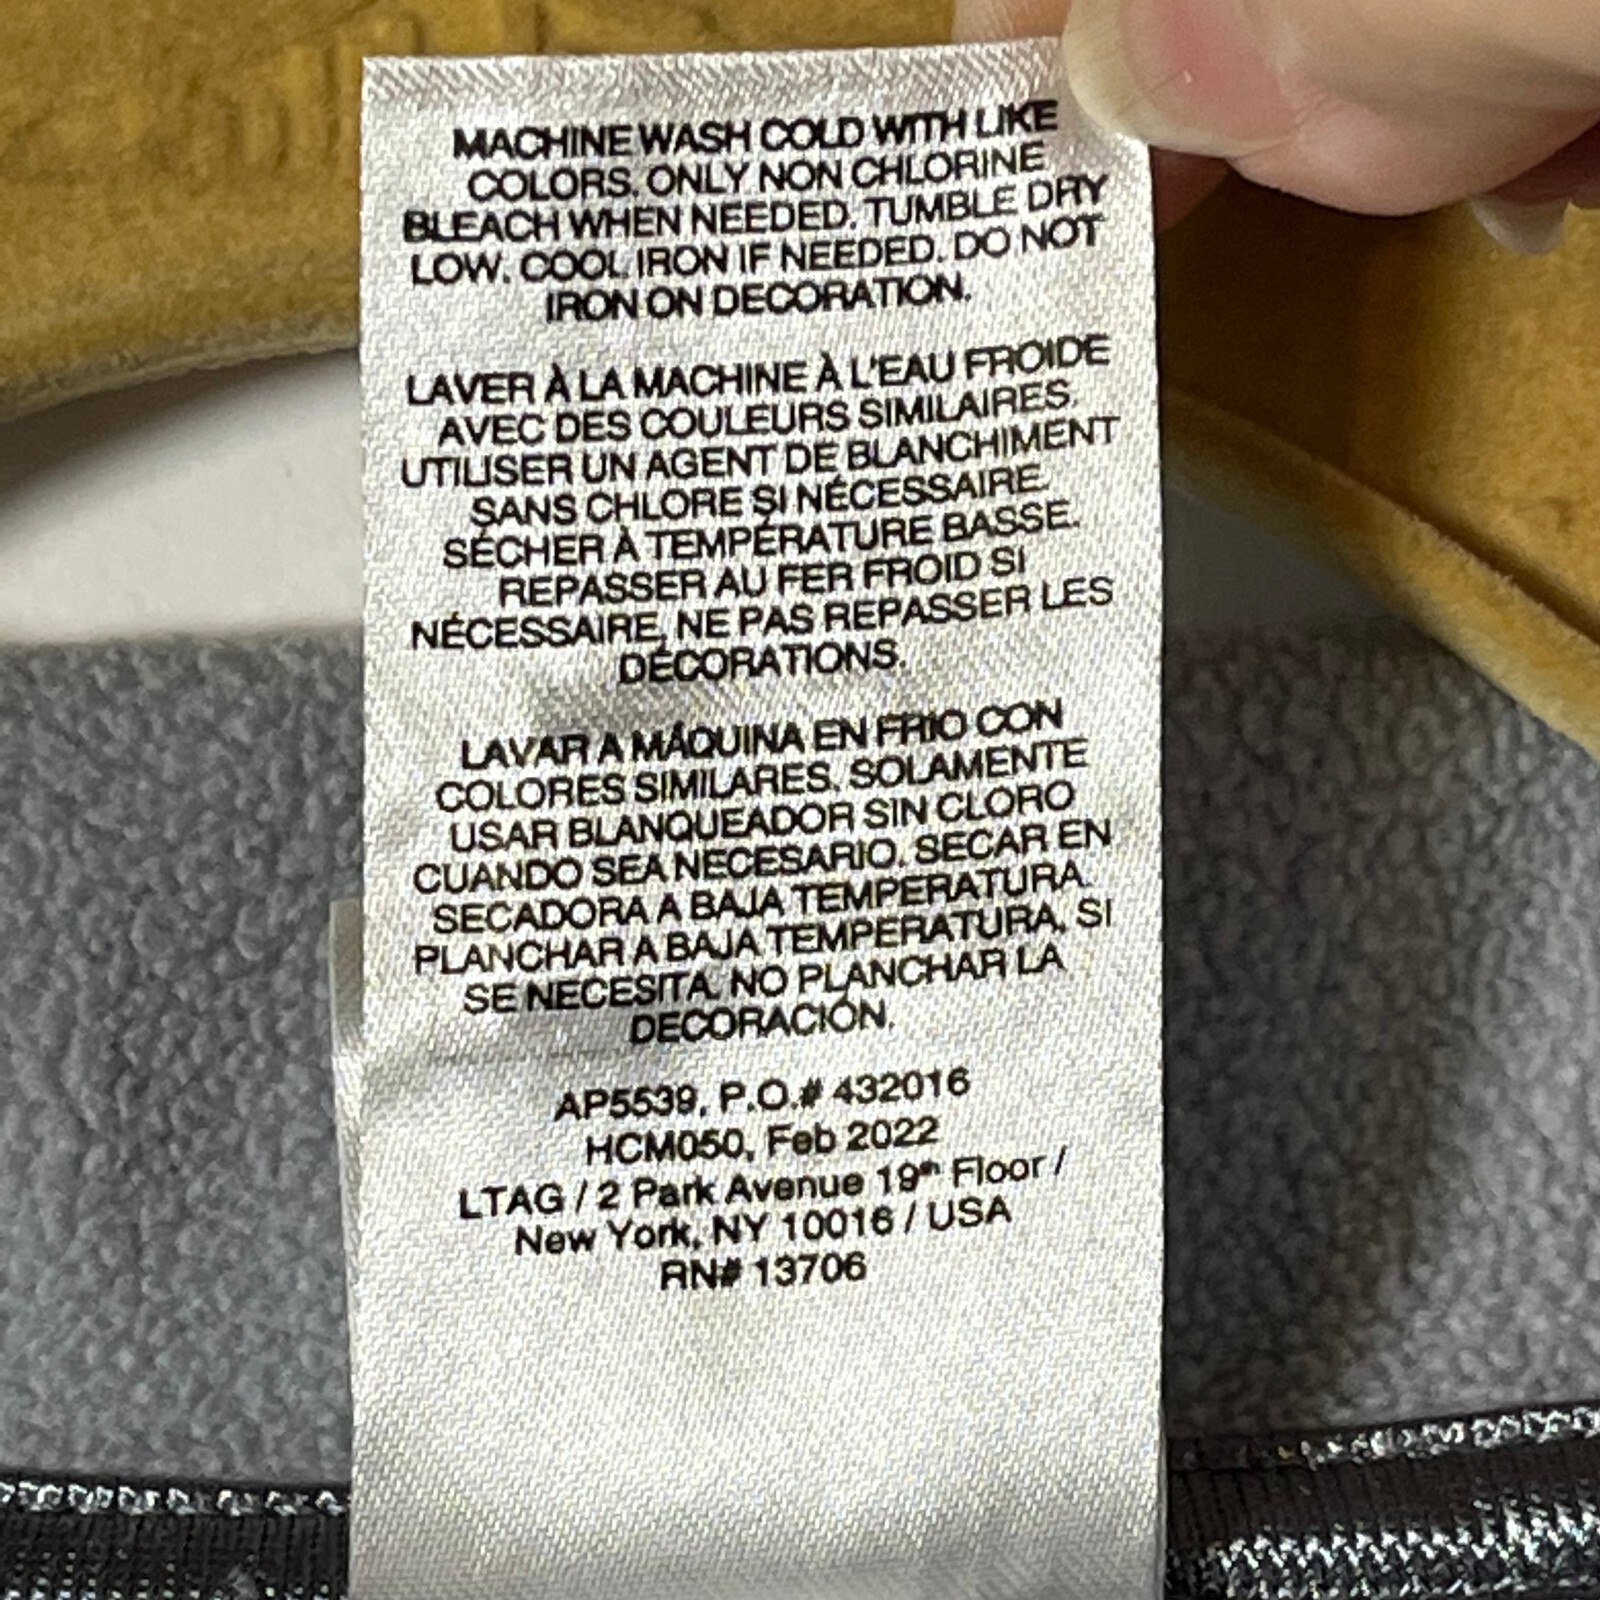 MACHINE WASH COLD WITH LIKE
COLORS. ONLY NON CHLORINE
BLEACH WHEN NEEDED. TUMBLE DRY
LOW. COOL IRON IF NEEDED. DO NOT
IRON ON DECORATION.
LAVER À LA MACHINE À L'EAU FROIDE
AVEC DES COULEURS SIMILAIRES.
UTILISER UN AGENT DE BLANCHIMENT
SANS CHLORE SI NÉCESSAIRE.
SÉCHER À TEMPÉRATURE BASSE.
REPASSER AU FER FROID SI
NÉCESSAIRE, NE PAS REPASSER LES
DÉCORATIONS.
LAVAR A MÁQUINA EN FRIO CON
COLORES SIMILARES. SOLAMENTE
USAR BLANQUEADOR SIN CLORO
CUANDO SEA NECESARIO. SECAR EN
SECADORA A BAJA TEMPERATURA.
PLANCHAR A BAJA TEMPERATURA, SI
SE NECESITA. NO PLANCHAR LA
DECORACIÓN.
AP5539, P.O.# 432016
HCM050, Feb 2022
LTAG / 2 Park Avenue 19th Floor /
New York, NY 10016 / USA
RN# 13706